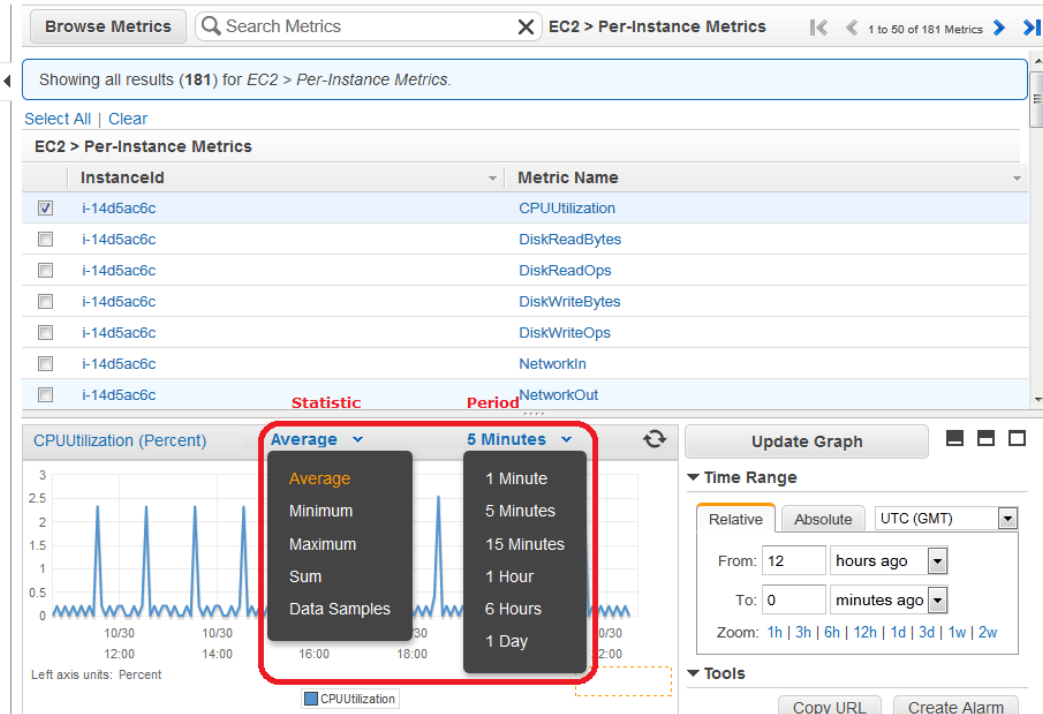 Browse Metrics Search Metrics X EC2 > Per-Instance Metrics 1 to 50 of 181 Metrics
Showing all results (181) for EC2 > Per-Instance Metrics.
Select All | Clear
EC2 > Per-Instance Metrics
InstanceId Metric Name
i-14d5ac6c CPUUtilization
i-14d5ac6c DiskReadBytes
i-14d5ac6c DiskReadOps
i-14d5ac6c DiskWriteBytes
i-14d5ac6c DiskWriteOps
i-14d5ac6c NetworkIn
i-14d5ac6c NetworkOut
Statistic Period
CPUUtilization (Percent) Average 5 Minutes
Average
Minimum
Maximum
Sum
Data Samples
1 Minute
5 Minutes
15 Minutes
1 Hour
6 Hours
1 Day
3
2.5
2
1.5
1
0.5
0
10/30 10/30 30 0/30
12:00 14:00 16:00 18:00 2:00
Left axis units: Percent
CPUUtilization
Update Graph
Time Range
Relative Absolute UTC (GMT)
From: 12 hours ago
To: 0 minutes ago
Zoom: 1h | 3h | 6h | 12h | 1d | 3d | 1w | 2w
Tools
Copy URL Create Alarm